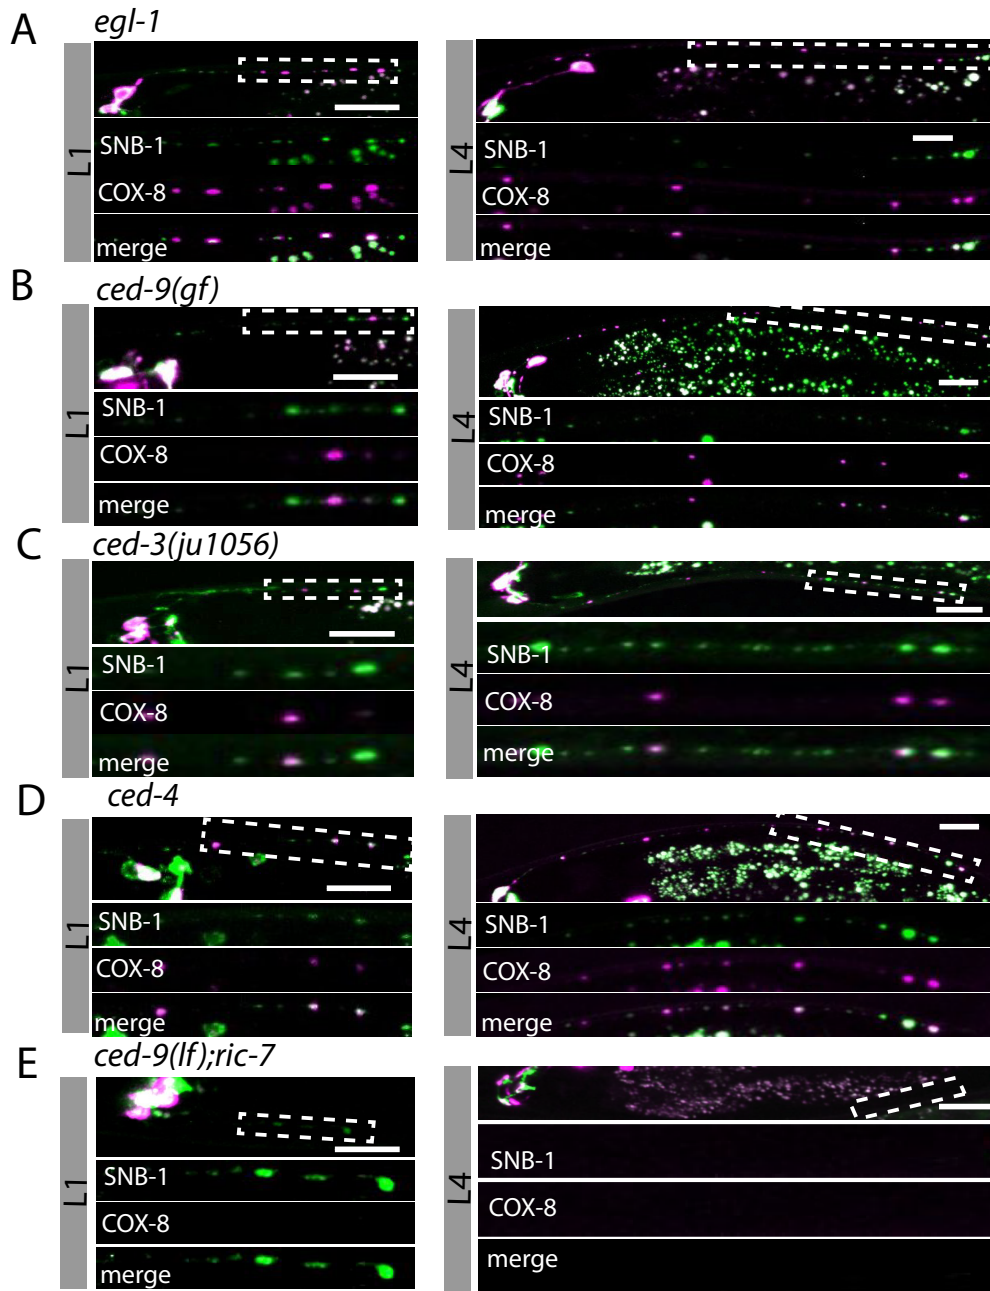 A
egl-1
L1
SNB-1
COX-8
merge
L4
SNB-1
COX-8
merge
B
ced-9(gf)
L1
SNB-1
COX-8
merge
L4
SNB-1
COX-8
merge
C
ced-3(ju1056)
L1
SNB-1
COX-8
merge
L4
SNB-1
COX-8
merge
D
ced-4
L1
SNB-1
COX-8
merge
L4
SNB-1
COX-8
merge
E
ced-9(lf);ric-7
L1
SNB-1
COX-8
merge
L4
SNB-1
COX-8
merge